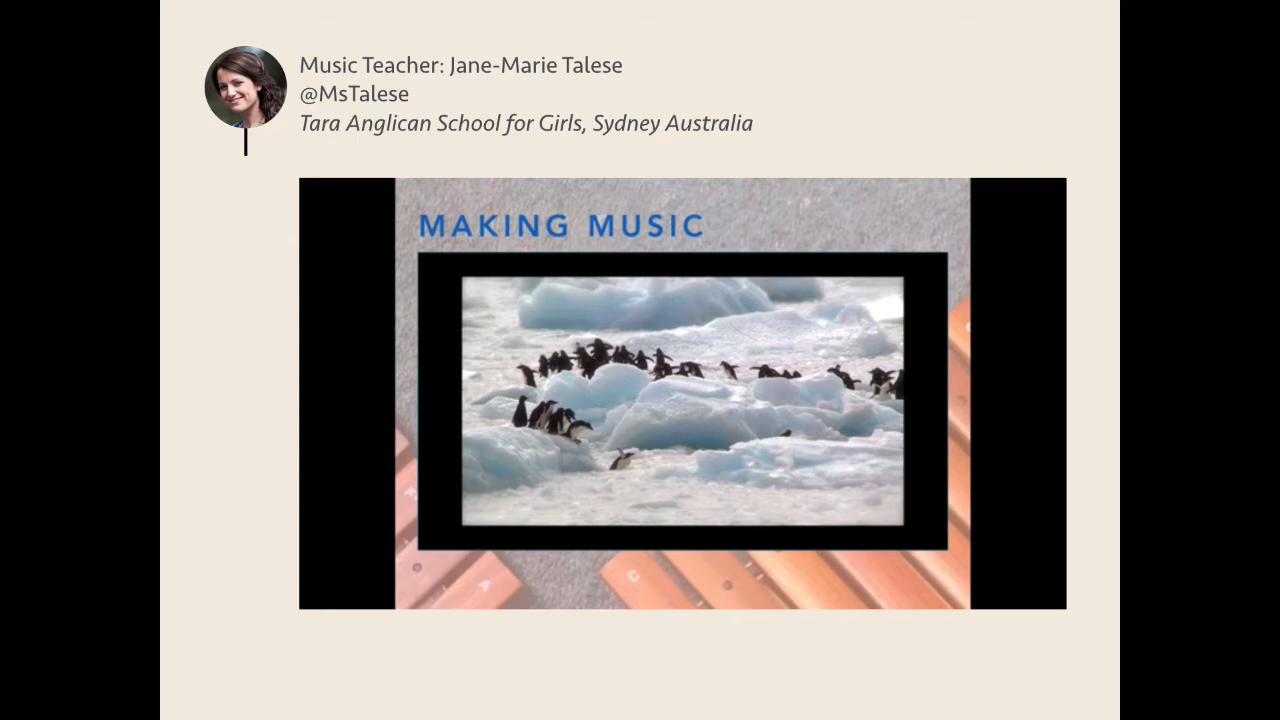 Music Teacher: Jane-Marie Talese
@MsTalese
Tara Anglican School for Girls, Sydney Australia
MAKING MUSIC
C
A